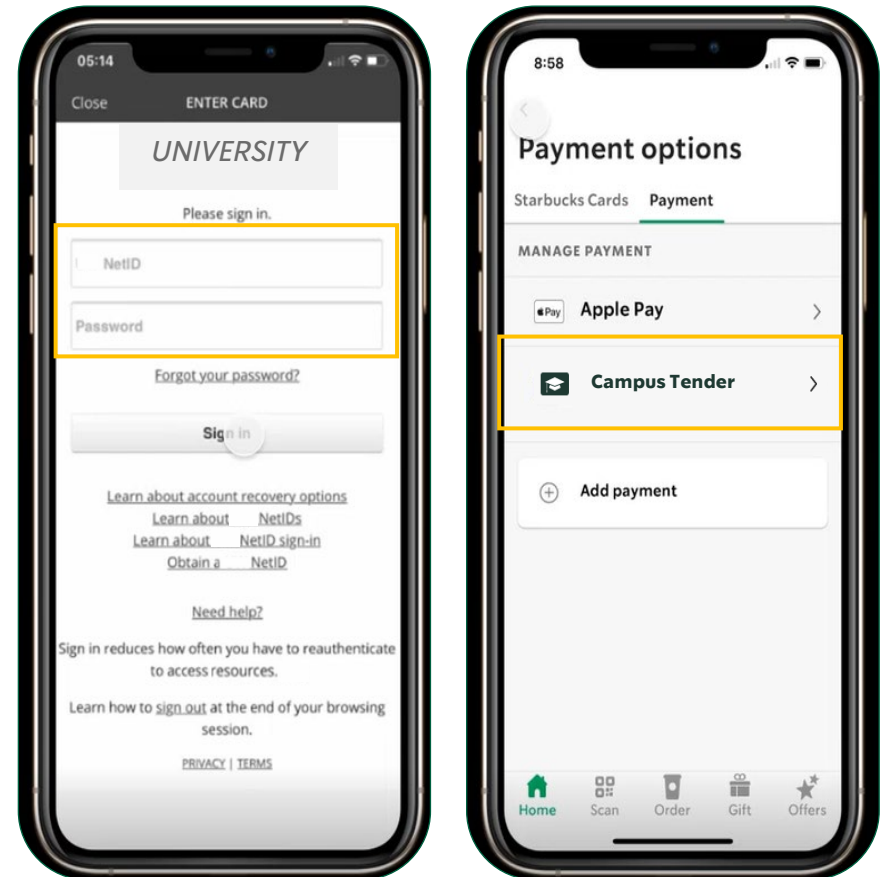 05:14
Close ENTER CARD
UNIVERSITY
Please sign in.
NetID
Password
Forgot your password?
Sign in
Learn about account recovery options
Learn about NetIDs
Learn about NetID sign-in
Obtain a NetID
Need help?
Sign in reduces how often you have to reauthenticate
to access resources.
Learn how to sign out at the end of your browsing
session.
PRIVACY | TERMS
8:58
Payment options
Starbucks Cards Payment
MANAGE PAYMENT
Pay Apple Pay
Campus Tender
Add payment
Home Scan Order Gift Offers